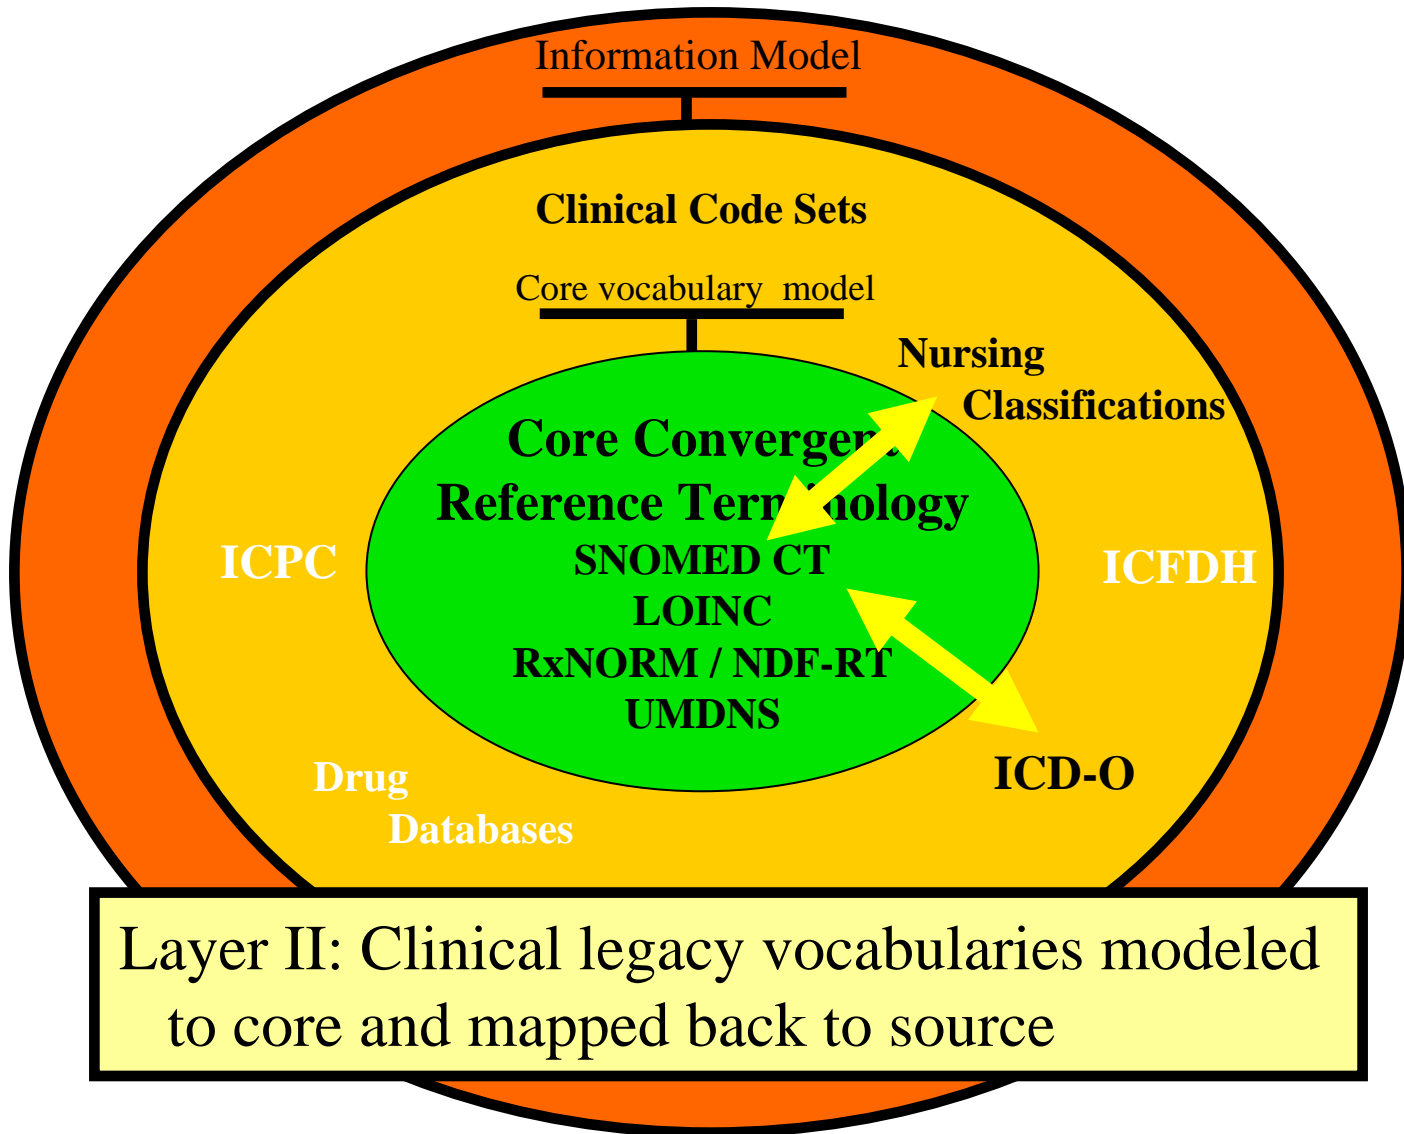 Information Model
Clinical Code Sets
Core vocabulary model
Nursing
Classifications
Core Convergent
Reference Terminology
SNOMED CT
LOINC
RxNORM / NDF-RT
UMDNS
ICPC
ICFDH
ICD-O
Drug
Databases
Layer II: Clinical legacy vocabularies modeled
to core and mapped back to source